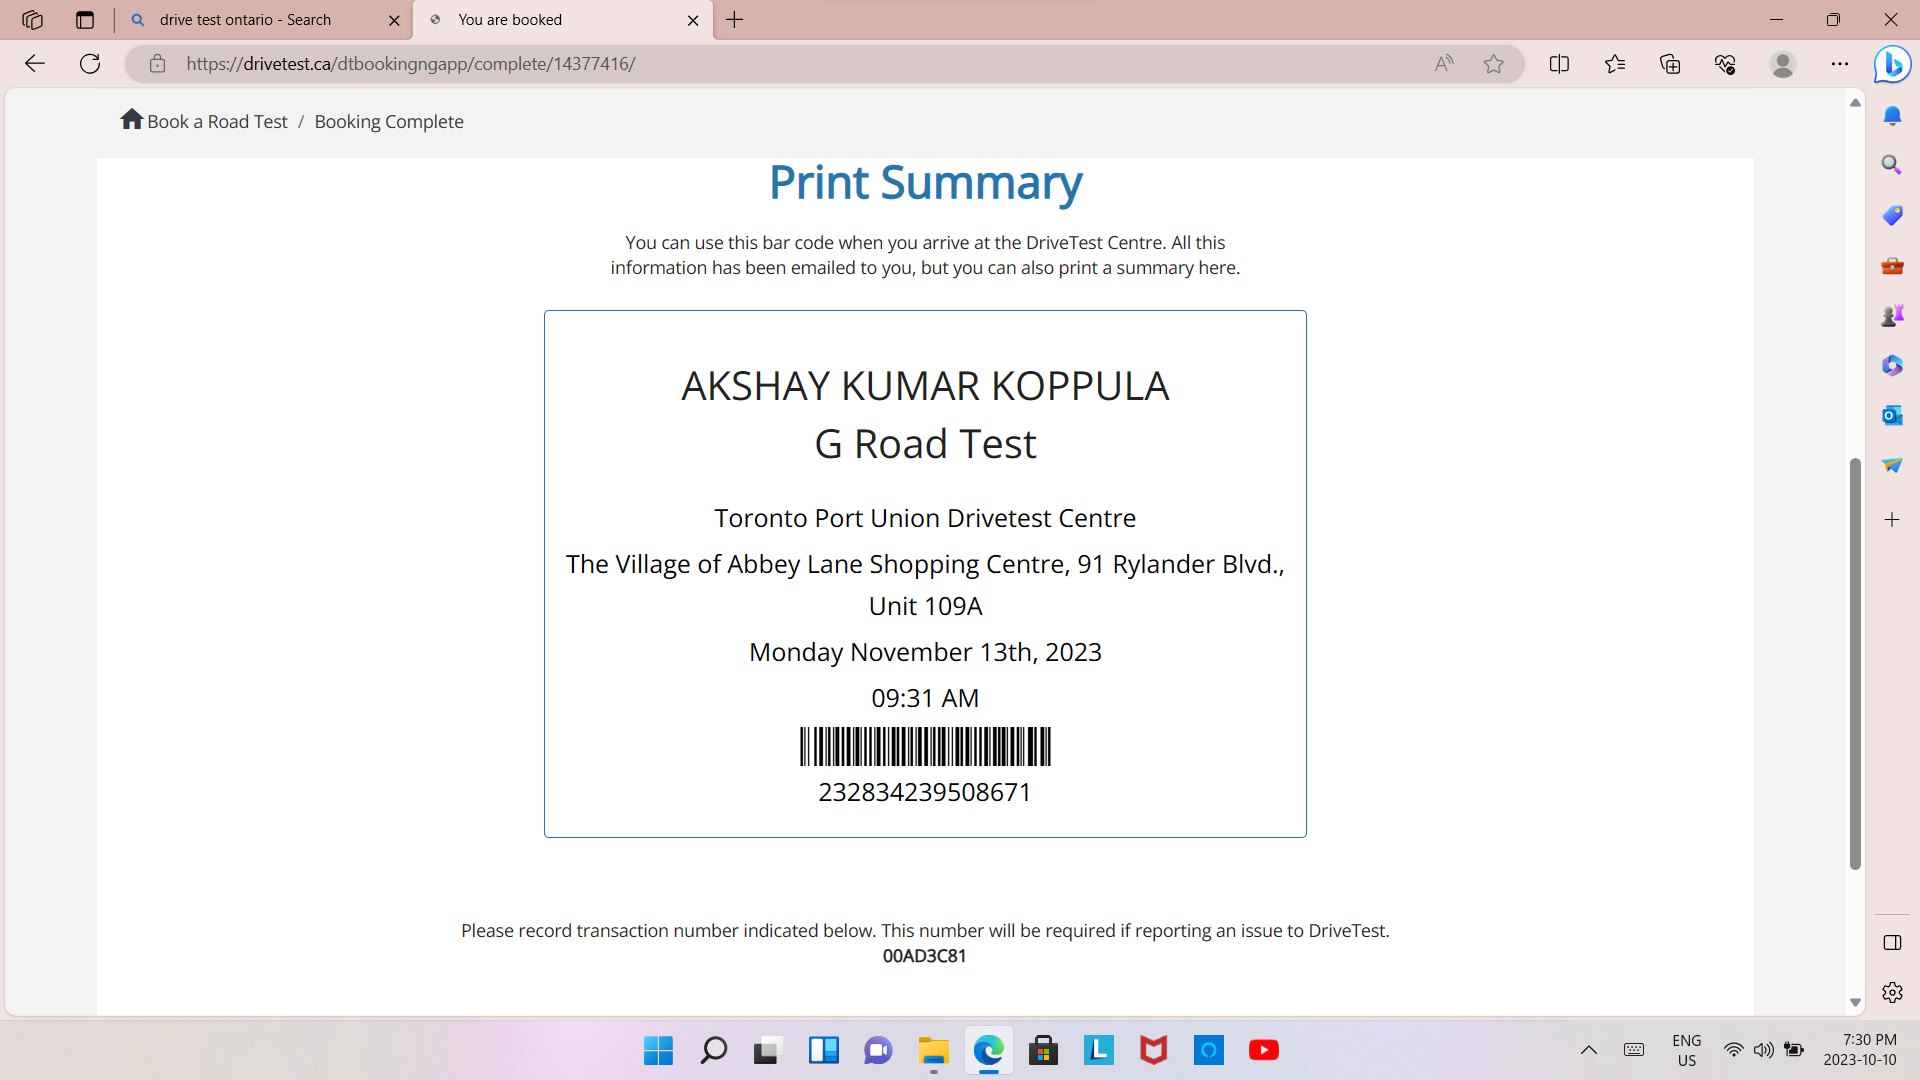 drive test ontario - Search
You are booked
https://drivetest.ca/dtbookingngapp/complete/14377416/
Book a Road Test / Booking Complete
Print Summary
You can use this bar code when you arrive at the DriveTest Centre. All this
information has been emailed to you, but you can also print a summary here.
AKSHAY KUMAR KOPPULA
G Road Test
Toronto Port Union Drivetest Centre
The Village of Abbey Lane Shopping Centre, 91 Rylander Blvd.,
Unit 109A
Monday November 13th, 2023
09:31 AM
232834239508671
Please record transaction number indicated below. This number will be required if reporting an issue to DriveTest.
00AD3C81
ENG
US
7:30 PM
2023-10-10